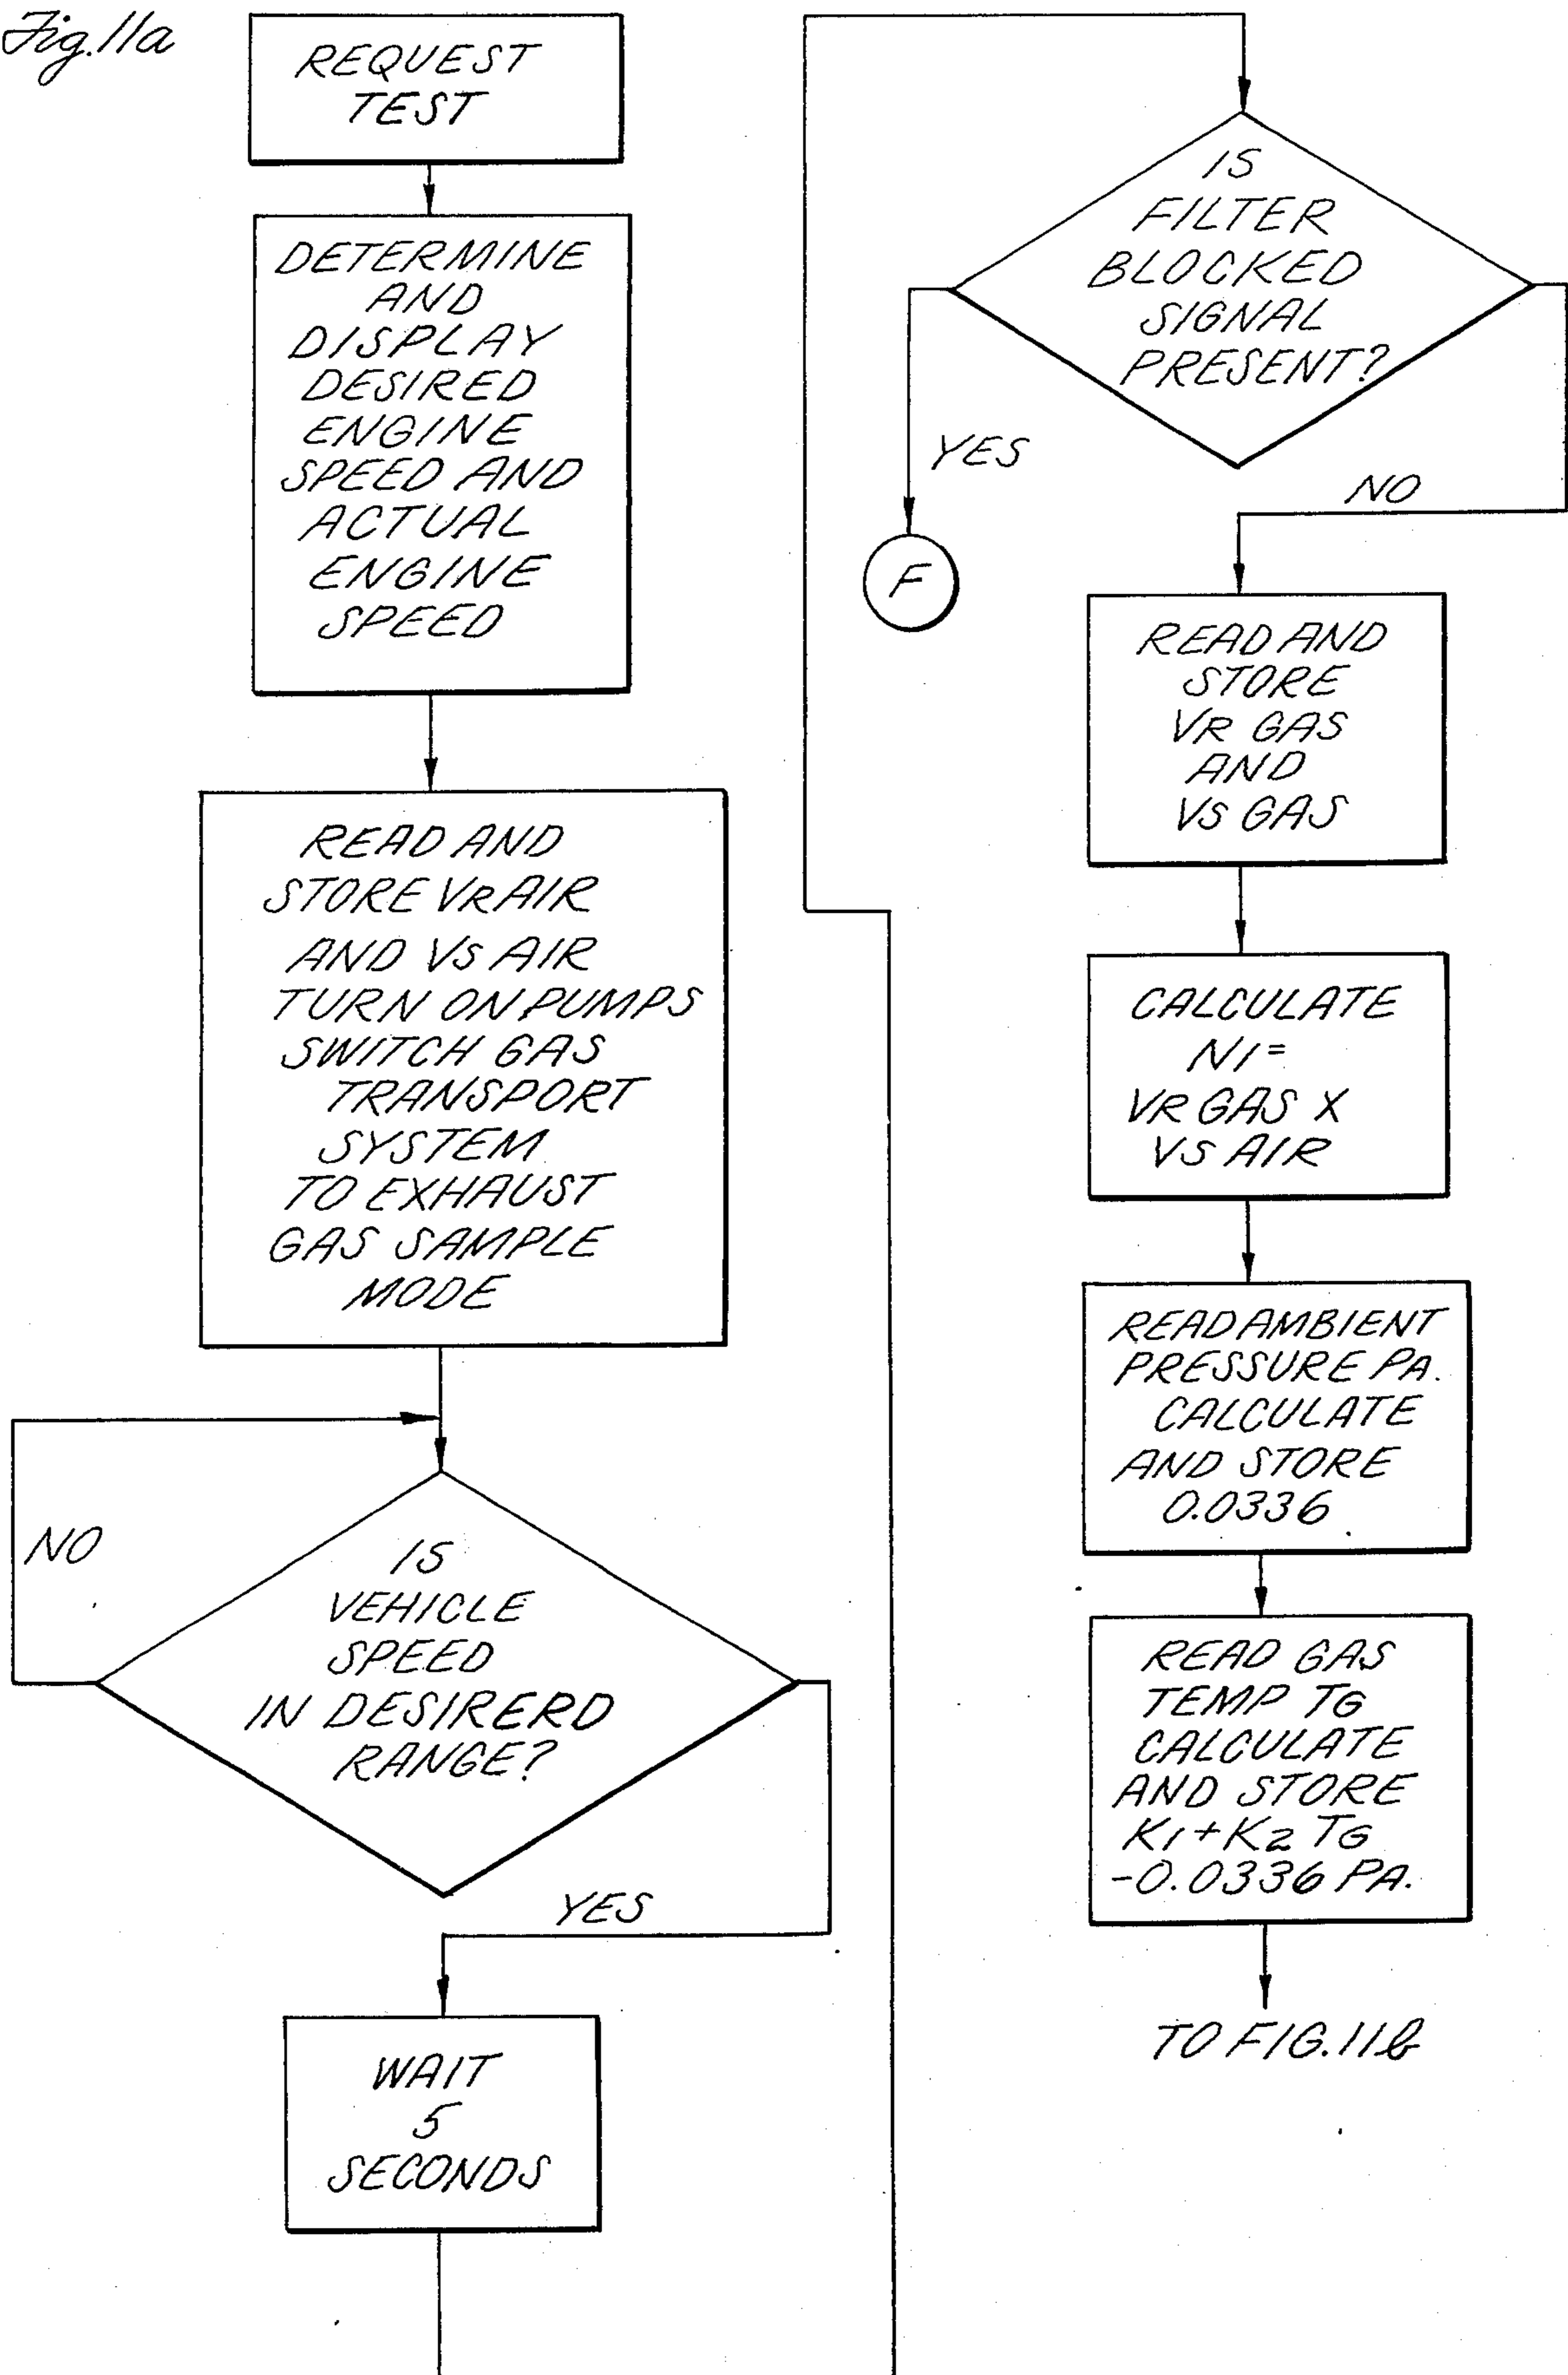 Fig. 11a
REQUEST
TEST
DETERMINE
AND
DISPLAY
DESIRED
ENGINE
SPEED AND
ACTUAL
ENGINE
SPEED
READ AND
STORE VR AIR
AND VS AIR
TURN ON PUMPS
SWITCH GAS
TRANSPORT
SYSTEM
TO EXHAUST
GAS SAMPLE
MODE
NO
IS
VEHICLE
SPEED
IN DESIRERD
RANGE?
YES
WAIT
5
SECONDS
IS
FILTER
BLOCKED
SIGNAL
PRESENT?
YES
NO
F
READ AND
STORE
VR GAS
AND
VS GAS
CALCULATE
N1=
VR GAS X
VS AIR
READ AMBIENT
PRESSURE PA.
CALCULATE
AND STORE
0.0336
READ GAS
TEMP TG
CALCULATE
AND STORE
K1+K2 TG
-0.0336 PA.
TO FIG. 11b